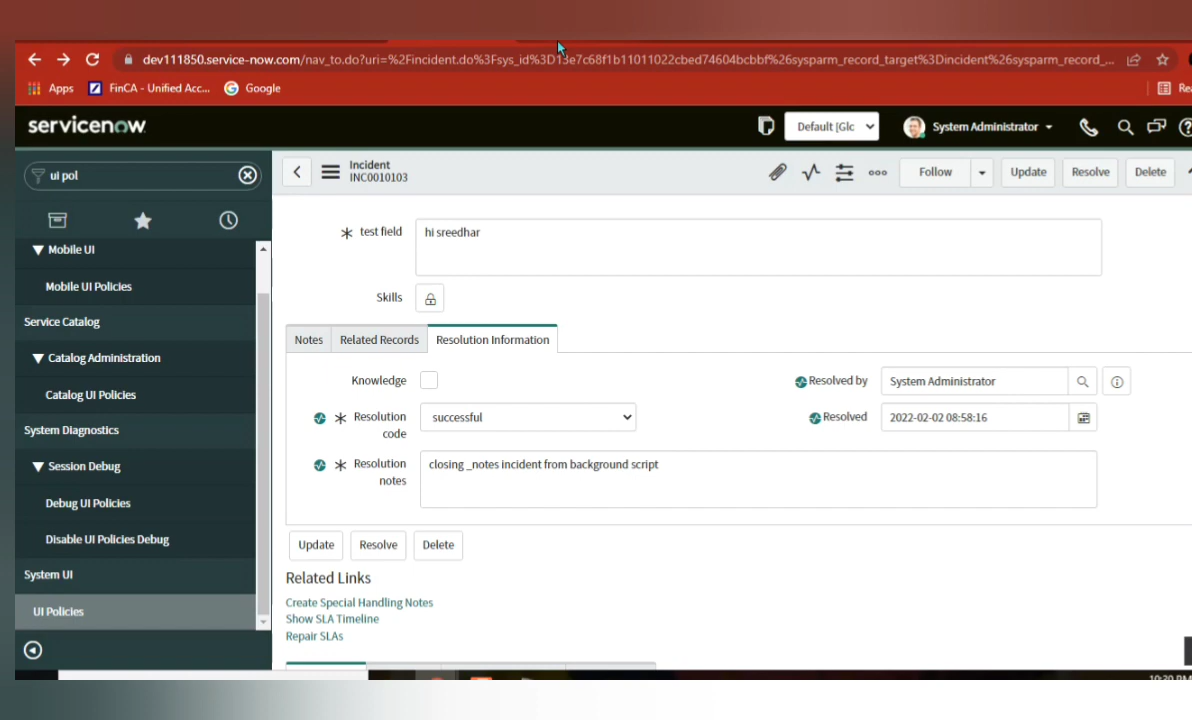 dev111850.service-now.com/nav_to.do?uri=%2Fincident.do%3Fsys_id%3D13e7c68f1b11011022cbed74604bcbbf%26sysparm_record_target%3Dincident%26sysparm_record_...
Apps FinCA - Unified Acc... Google
servicenow Default [Glc System Administrator
ui pol
Incident
INC0010103
Follow Update Resolve Delete
Mobile UI
Mobile UI Policies
Service Catalog
Catalog Administration
Catalog UI Policies
System Diagnostics
Session Debug
Debug UI Policies
Disable UI Policies Debug
System UI
UI Policies
test field hi sreedhar
Skills
Notes Related Records Resolution Information
Knowledge Resolved by System Administrator
Resolution code successful Resolved 2022-02-02 08:58:16
Resolution notes closing _notes incident from background script
Update Resolve Delete
Related Links
Create Special Handling Notes
Show SLA Timeline
Repair SLAs